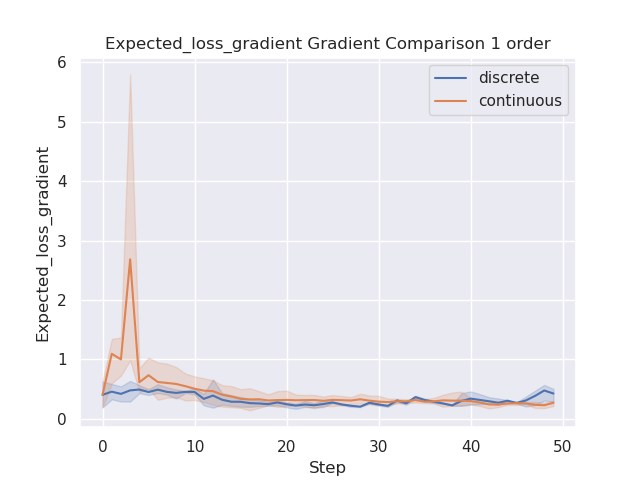 Expected_loss_gradient Gradient Comparison 1 order
discrete
continuous
Expected_loss_gradient
6
5
4
3
2
1
0
0 10 20 30 40 50
Step